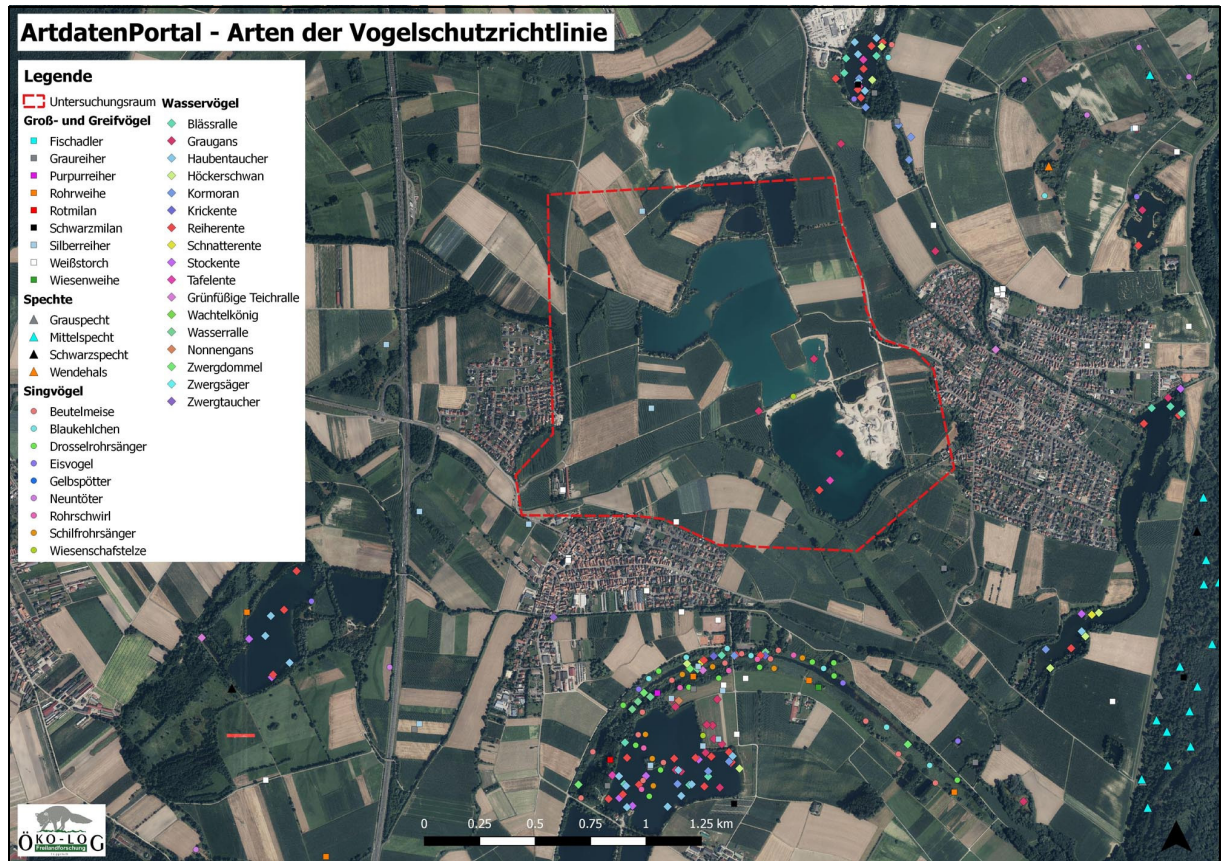 ArtdatenPortal - Arten der Vogelschutzrichtlinie
Legende
Untersuchungsraum
Groß- und Greifvögel
Fischadler
Graureiher
Purpurreiher
Rohrweihe
Rotmilan
Schwarzmilan
Silberreiher
Weißstorch
Wiesenweihe
Spechte
Grauspecht
Mittelspecht
Schwarzspecht
Wendehals
Singvögel
Beutelmeise
Blaukehlchen
Drosselrohrsänger
Eisvogel
Gelbspötter
Neuntöter
Rohrschwirl
Schilfrohrsänger
Wiesenschafstelze
Wasservögel
Blässralle
Graugans
Haubentaucher
Höckerschwan
Kormoran
Krickente
Reiherente
Schnatterente
Stockente
Tafelente
Grünfüßige Teichralle
Wachtelkönig
Wasserralle
Nonnengans
Zwergdommel
Zwergsäger
Zwergtaucher
ÖKO-LOG
Freilandforschung
0 0.25 0.5 0.75 1 1.25 km